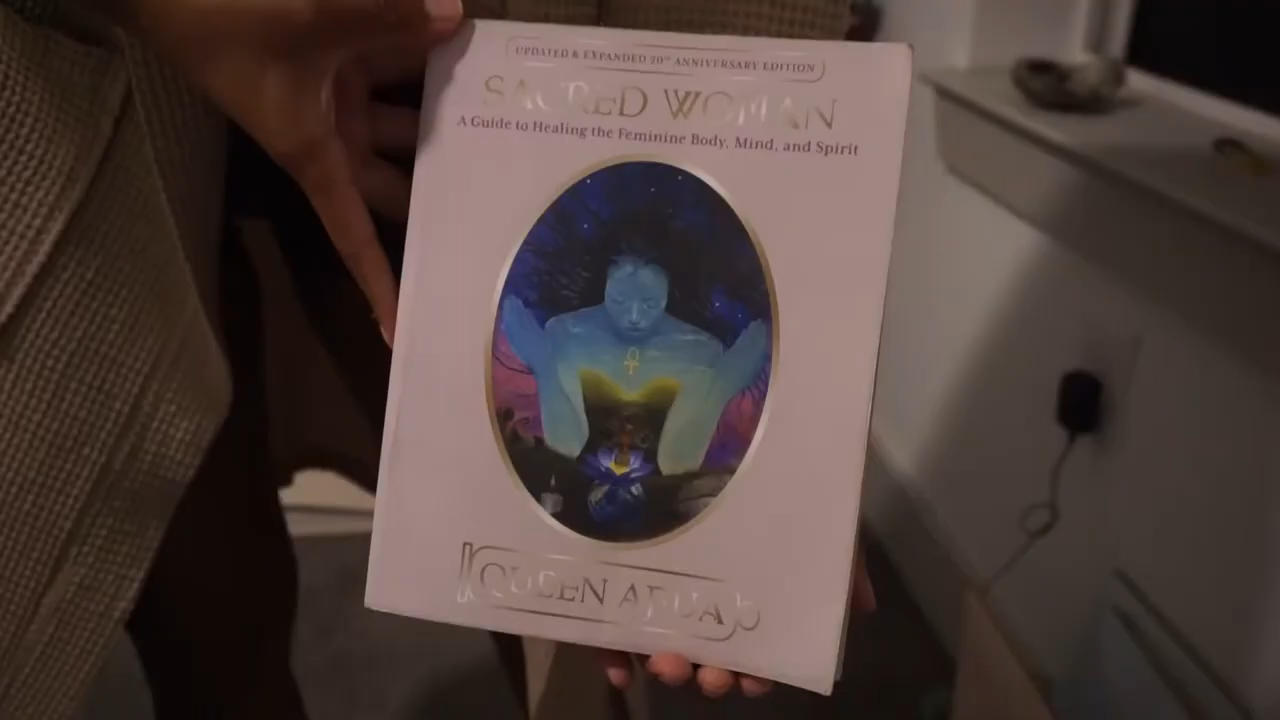 UPDATED & EXPANDED 20TH ANNIVERSARY EDITION
SACRED WOMAN
A Guide to Healing the Feminine Body, Mind, and Spirit
QUEEN AFUA